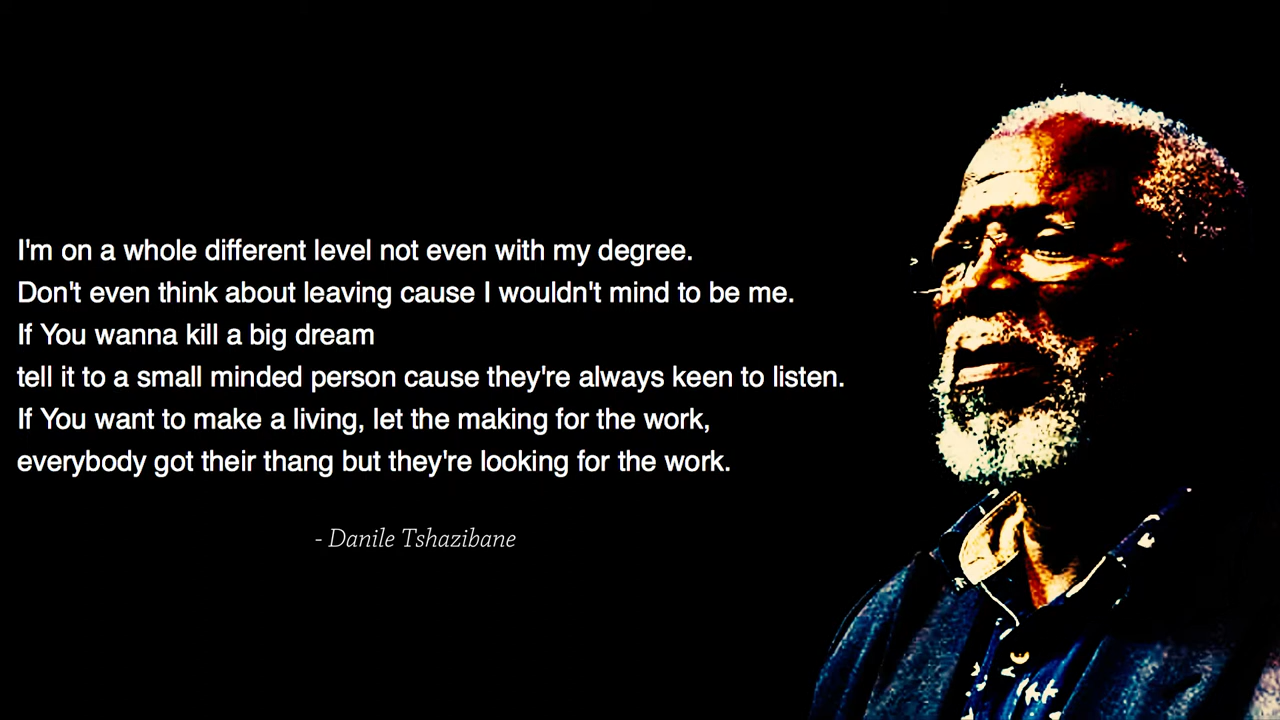 I'm on a whole different level not even with my degree.
Don't even think about leaving cause I wouldn't mind to be me.
If You wanna kill a big dream
tell it to a small minded person cause they're always keen to listen.
If You want to make a living, let the making for the work,
everybody got their thang but they're looking for the work.
- Danile Tshazibane